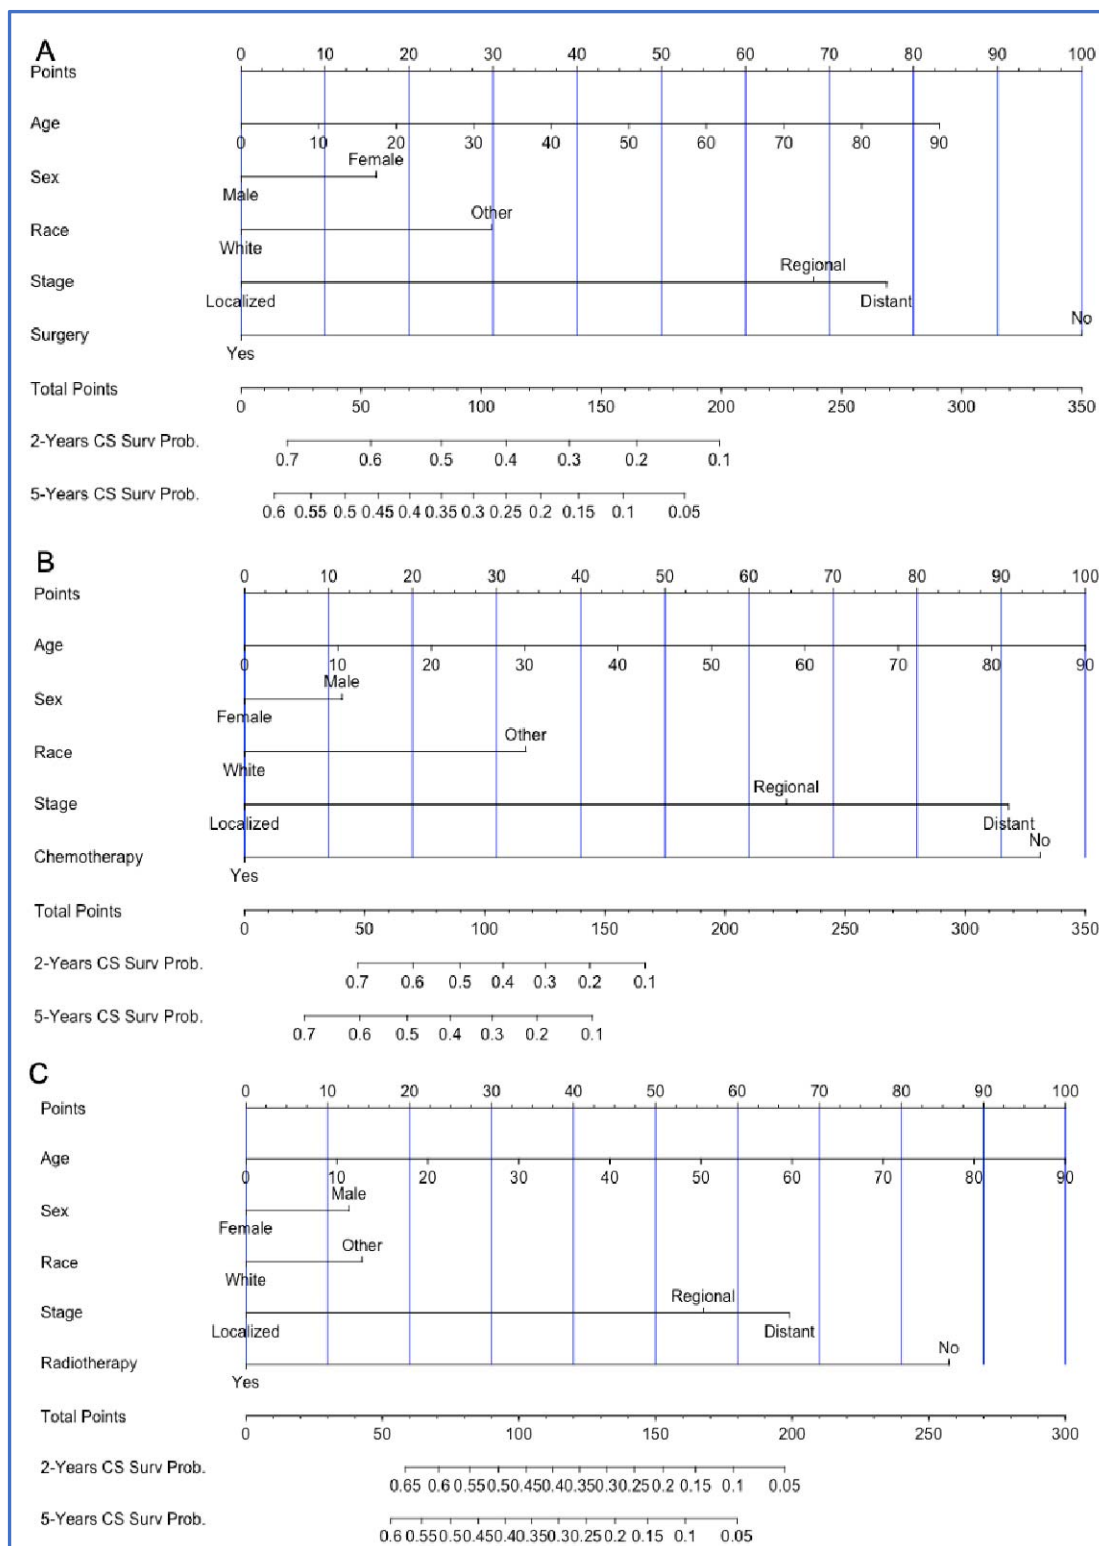 A
0 10 20 30 40 50 60 70 80 90 100
Points
Age
0 10 20 30 40 50 60 70 80 90
Female
Sex
Male
Other
Race
White
Regional
Stage
Localized Distant
No
Surgery
Yes
Total Points
0 50 100 150 200 250 300 350
2-Years CS Surv Prob.
0.7 0.6 0.5 0.4 0.3 0.2 0.1
5-Years CS Surv Prob.
0.6 0.55 0.5 0.45 0.4 0.35 0.3 0.25 0.2 0.15 0.1 0.05
B
0 10 20 30 40 50 60 70 80 90 100
Points
Age
0 10 20 30 40 50 60 70 80 90
Male
Sex
Female
Other
Race
White
Regional
Stage
Localized Distant
No
Chemotherapy
Yes
Total Points
0 50 100 150 200 250 300 350
2-Years CS Surv Prob.
0.7 0.6 0.5 0.4 0.3 0.2 0.1
5-Years CS Surv Prob.
0.7 0.6 0.5 0.4 0.3 0.2 0.1
C
0 10 20 30 40 50 60 70 80 90 100
Points
Age
0 10 20 30 40 50 60 70 80 90
Male
Sex
Female
Other
Race
White
Regional
Stage
Localized Distant
No
Radiotherapy
Yes
Total Points
0 50 100 150 200 250 300
2-Years CS Surv Prob.
0.65 0.6 0.55 0.50 0.45 0.40 0.35 0.30 0.25 0.2 0.15 0.1 0.05
5-Years CS Surv Prob.
0.6 0.55 0.5 0.45 0.40 0.35 0.30 0.25 0.2 0.15 0.1 0.05